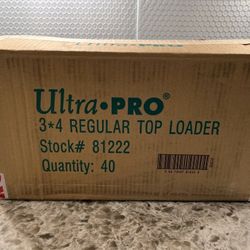 Ultra•PRO®
3*4 REGULAR TOP LOADER
Stock# 81222
Quantity: 40